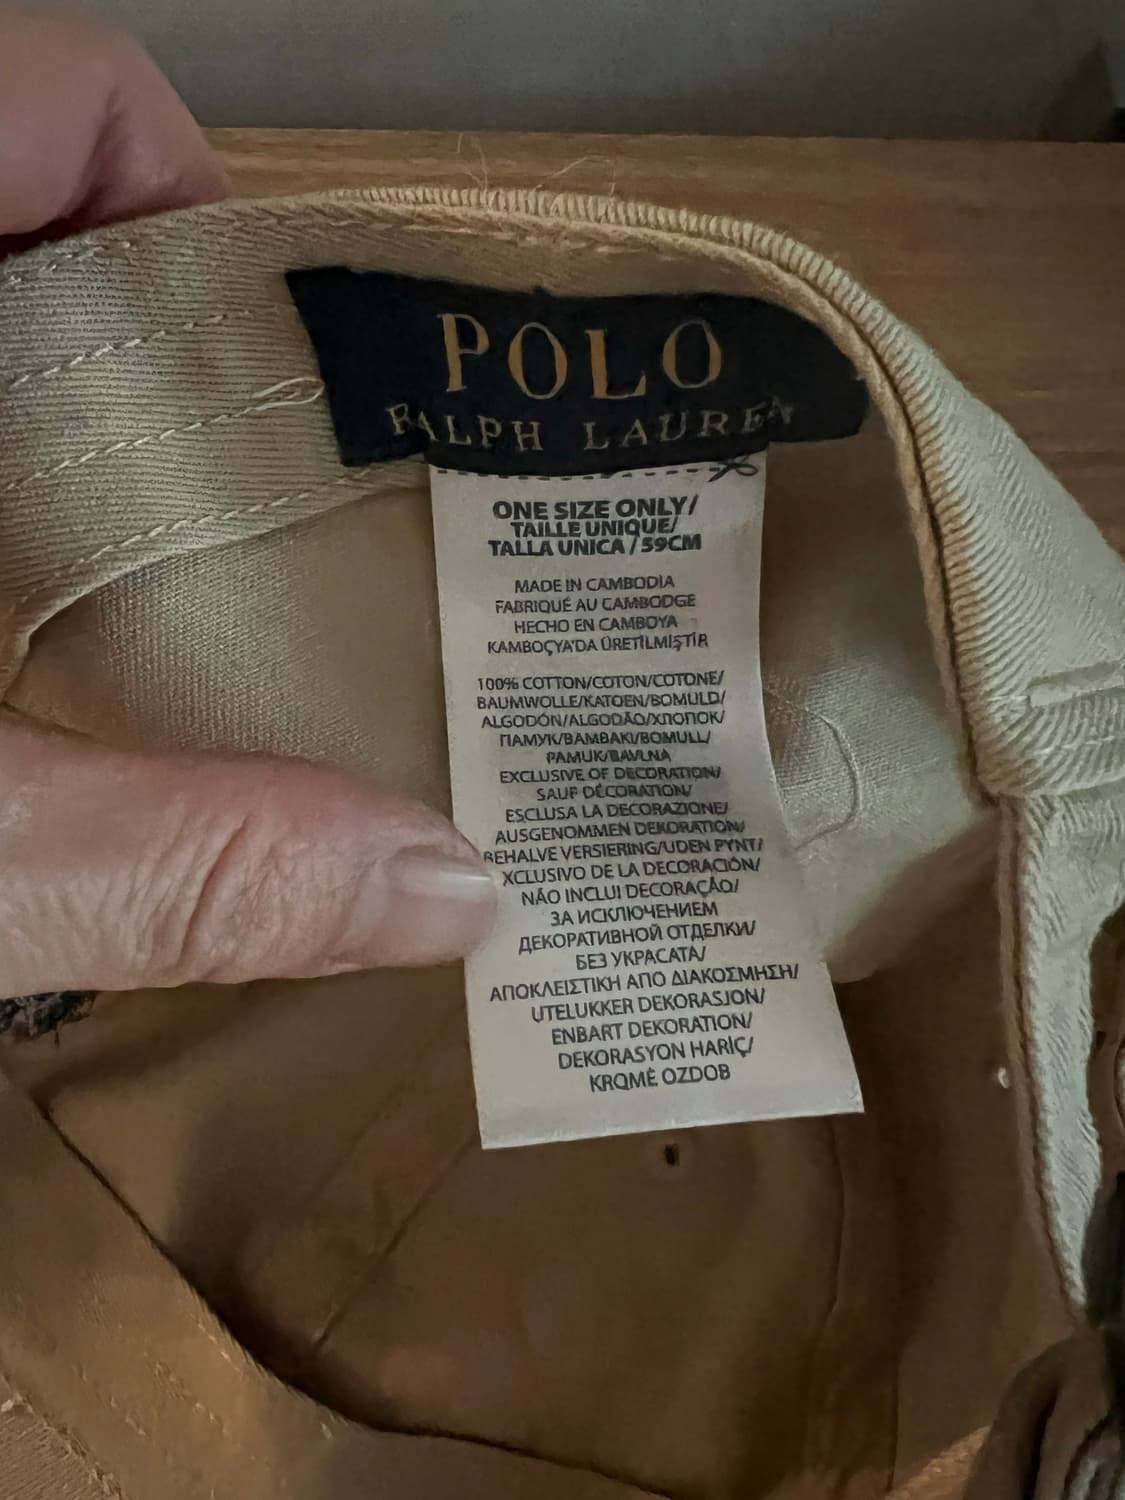 POLO
RALPH LAUREN
ONE SIZE ONLY/
TAILLE UNIQUE/
TALLA UNICA / 59CM
MADE IN CAMBODIA
FABRIQUÉ AU CAMBODGE
HECHO EN CAMBOYA
KAMBOÇYA'DA ÜRETİLMİŞTİR
100% COTTON/COTON/COTONE/
BAUMWOLLE/KATOEN/BOMULD/
ALGODÓN/ALGODÃO/ХЛОПОК/
ПАМУК/ΒΑΜΒΑΚΙ/BOMULL/
PAMUK/BAVLNA
EXCLUSIVE OF DECORATION/
SAUF DÉCORATION/
ESCLUSA LA DECORAZIONE/
AUSGENOMMEN DEKORATION/
BEHALVE VERSIERING/UDEN PYNT/
XCLUSIVO DE LA DECORACIÓN/
NÃO INCLUI DECORAÇÃO/
ЗА ИСКЛЮЧЕНИЕМ
ДЕКОРАТИВНОЙ ОТДЕЛКИ/
БЕЗ УКРАСАТА/
ΑΠΟΚΛΕΙΣΤΙΚΗ ΑΠΟ ΔΙΑΚΟΣΜΗΣΗ/
UTELUKKER DEKORASJON/
ENBART DEKORATION/
DEKORASYON HARİÇ/
KROMĚ OZDOB